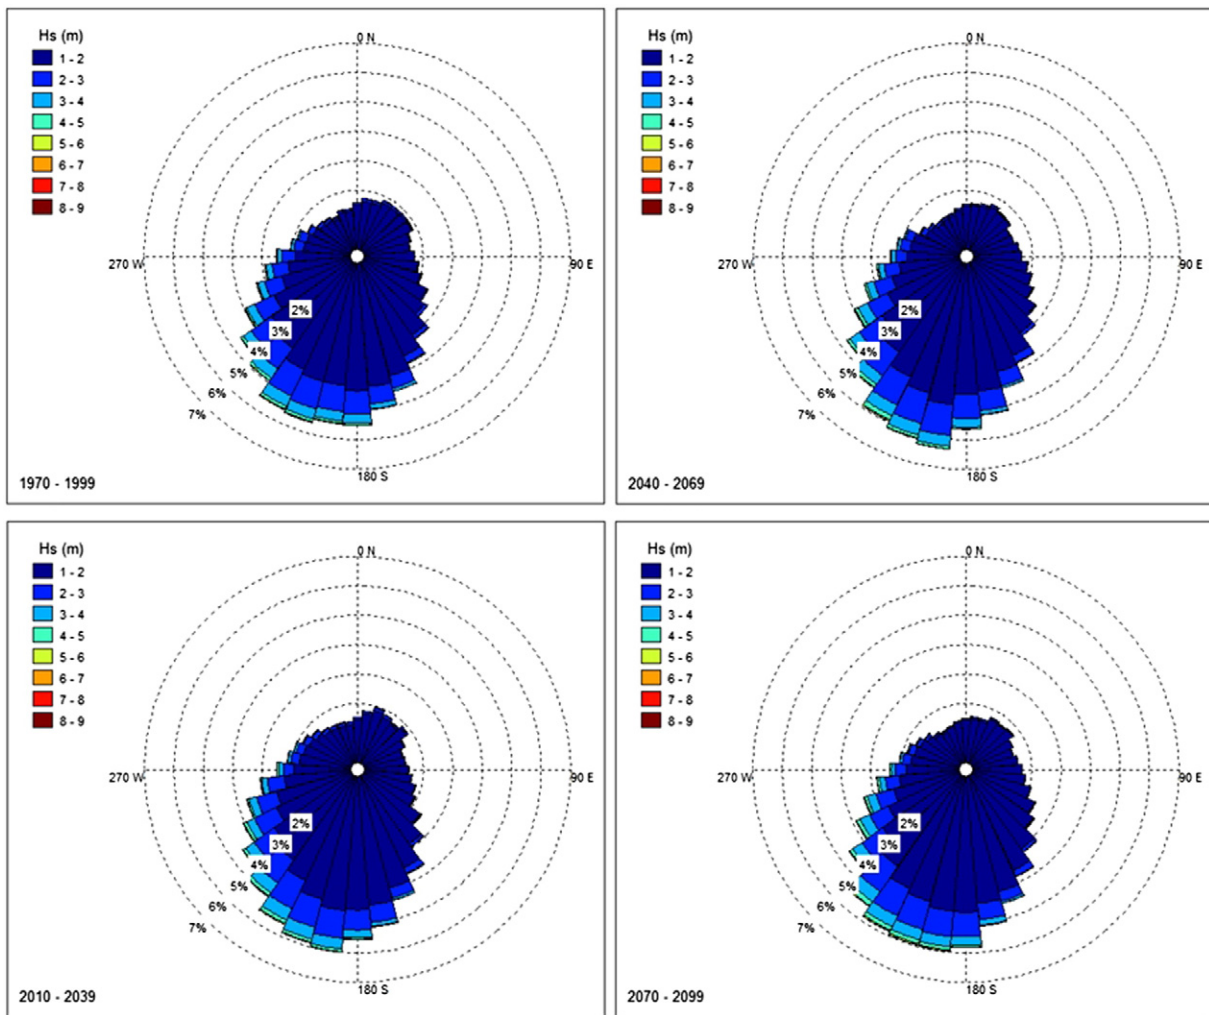 Hs (m)
1 - 2
2 - 3
3 - 4
4 - 5
5 - 6
6 - 7
7 - 8
8 - 9
0 N
270 W
90 E
2%
3%
4%
5%
6%
7%
180 S
1970 - 1999
Hs (m)
1 - 2
2 - 3
3 - 4
4 - 5
5 - 6
6 - 7
7 - 8
8 - 9
0 N
270 W
90 E
2%
3%
4%
5%
6%
7%
180 S
2040 - 2069
Hs (m)
1 - 2
2 - 3
3 - 4
4 - 5
5 - 6
6 - 7
7 - 8
8 - 9
0 N
270 W
90 E
2%
3%
4%
5%
6%
7%
180 S
2010 - 2039
Hs (m)
1 - 2
2 - 3
3 - 4
4 - 5
5 - 6
6 - 7
7 - 8
8 - 9
0 N
270 W
90 E
2%
3%
4%
5%
6%
7%
180 S
2070 - 2099